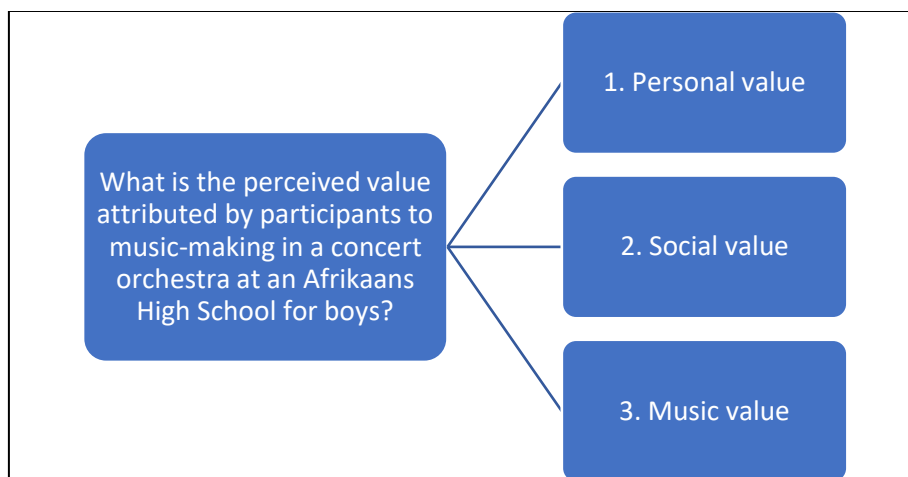 What is the perceived value
attributed by participants to
music-making in a concert
orchestra at an Afrikaans
High School for boys?
1. Personal value
2. Social value
3. Music value